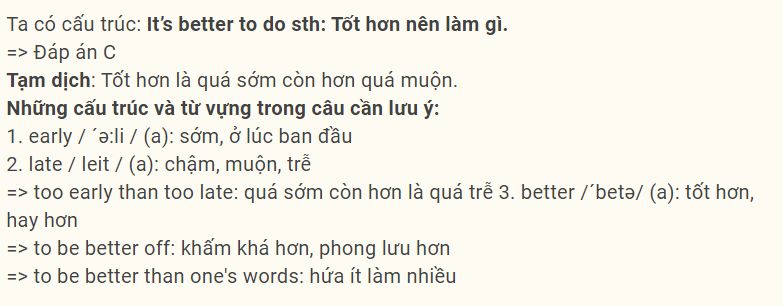 Ta có cấu trúc: It's better to do sth: Tốt hơn nên làm gì.
=> Đáp án C
Tạm dịch: Tốt hơn là quá sớm còn hơn quá muộn.
Những cấu trúc và từ vựng trong câu cần lưu ý:
1. early / ´ə:li / (a): sớm, ở lúc ban đầu
2. late / leit / (a): chậm, muộn, trễ
=> too early than too late: quá sớm còn hơn là quá trễ 3. better /´betə/ (a): tốt hơn,
hay hơn
=> to be better off: khấm khá hơn, phong lưu hơn
=> to be better than one's words: hứa ít làm nhiều